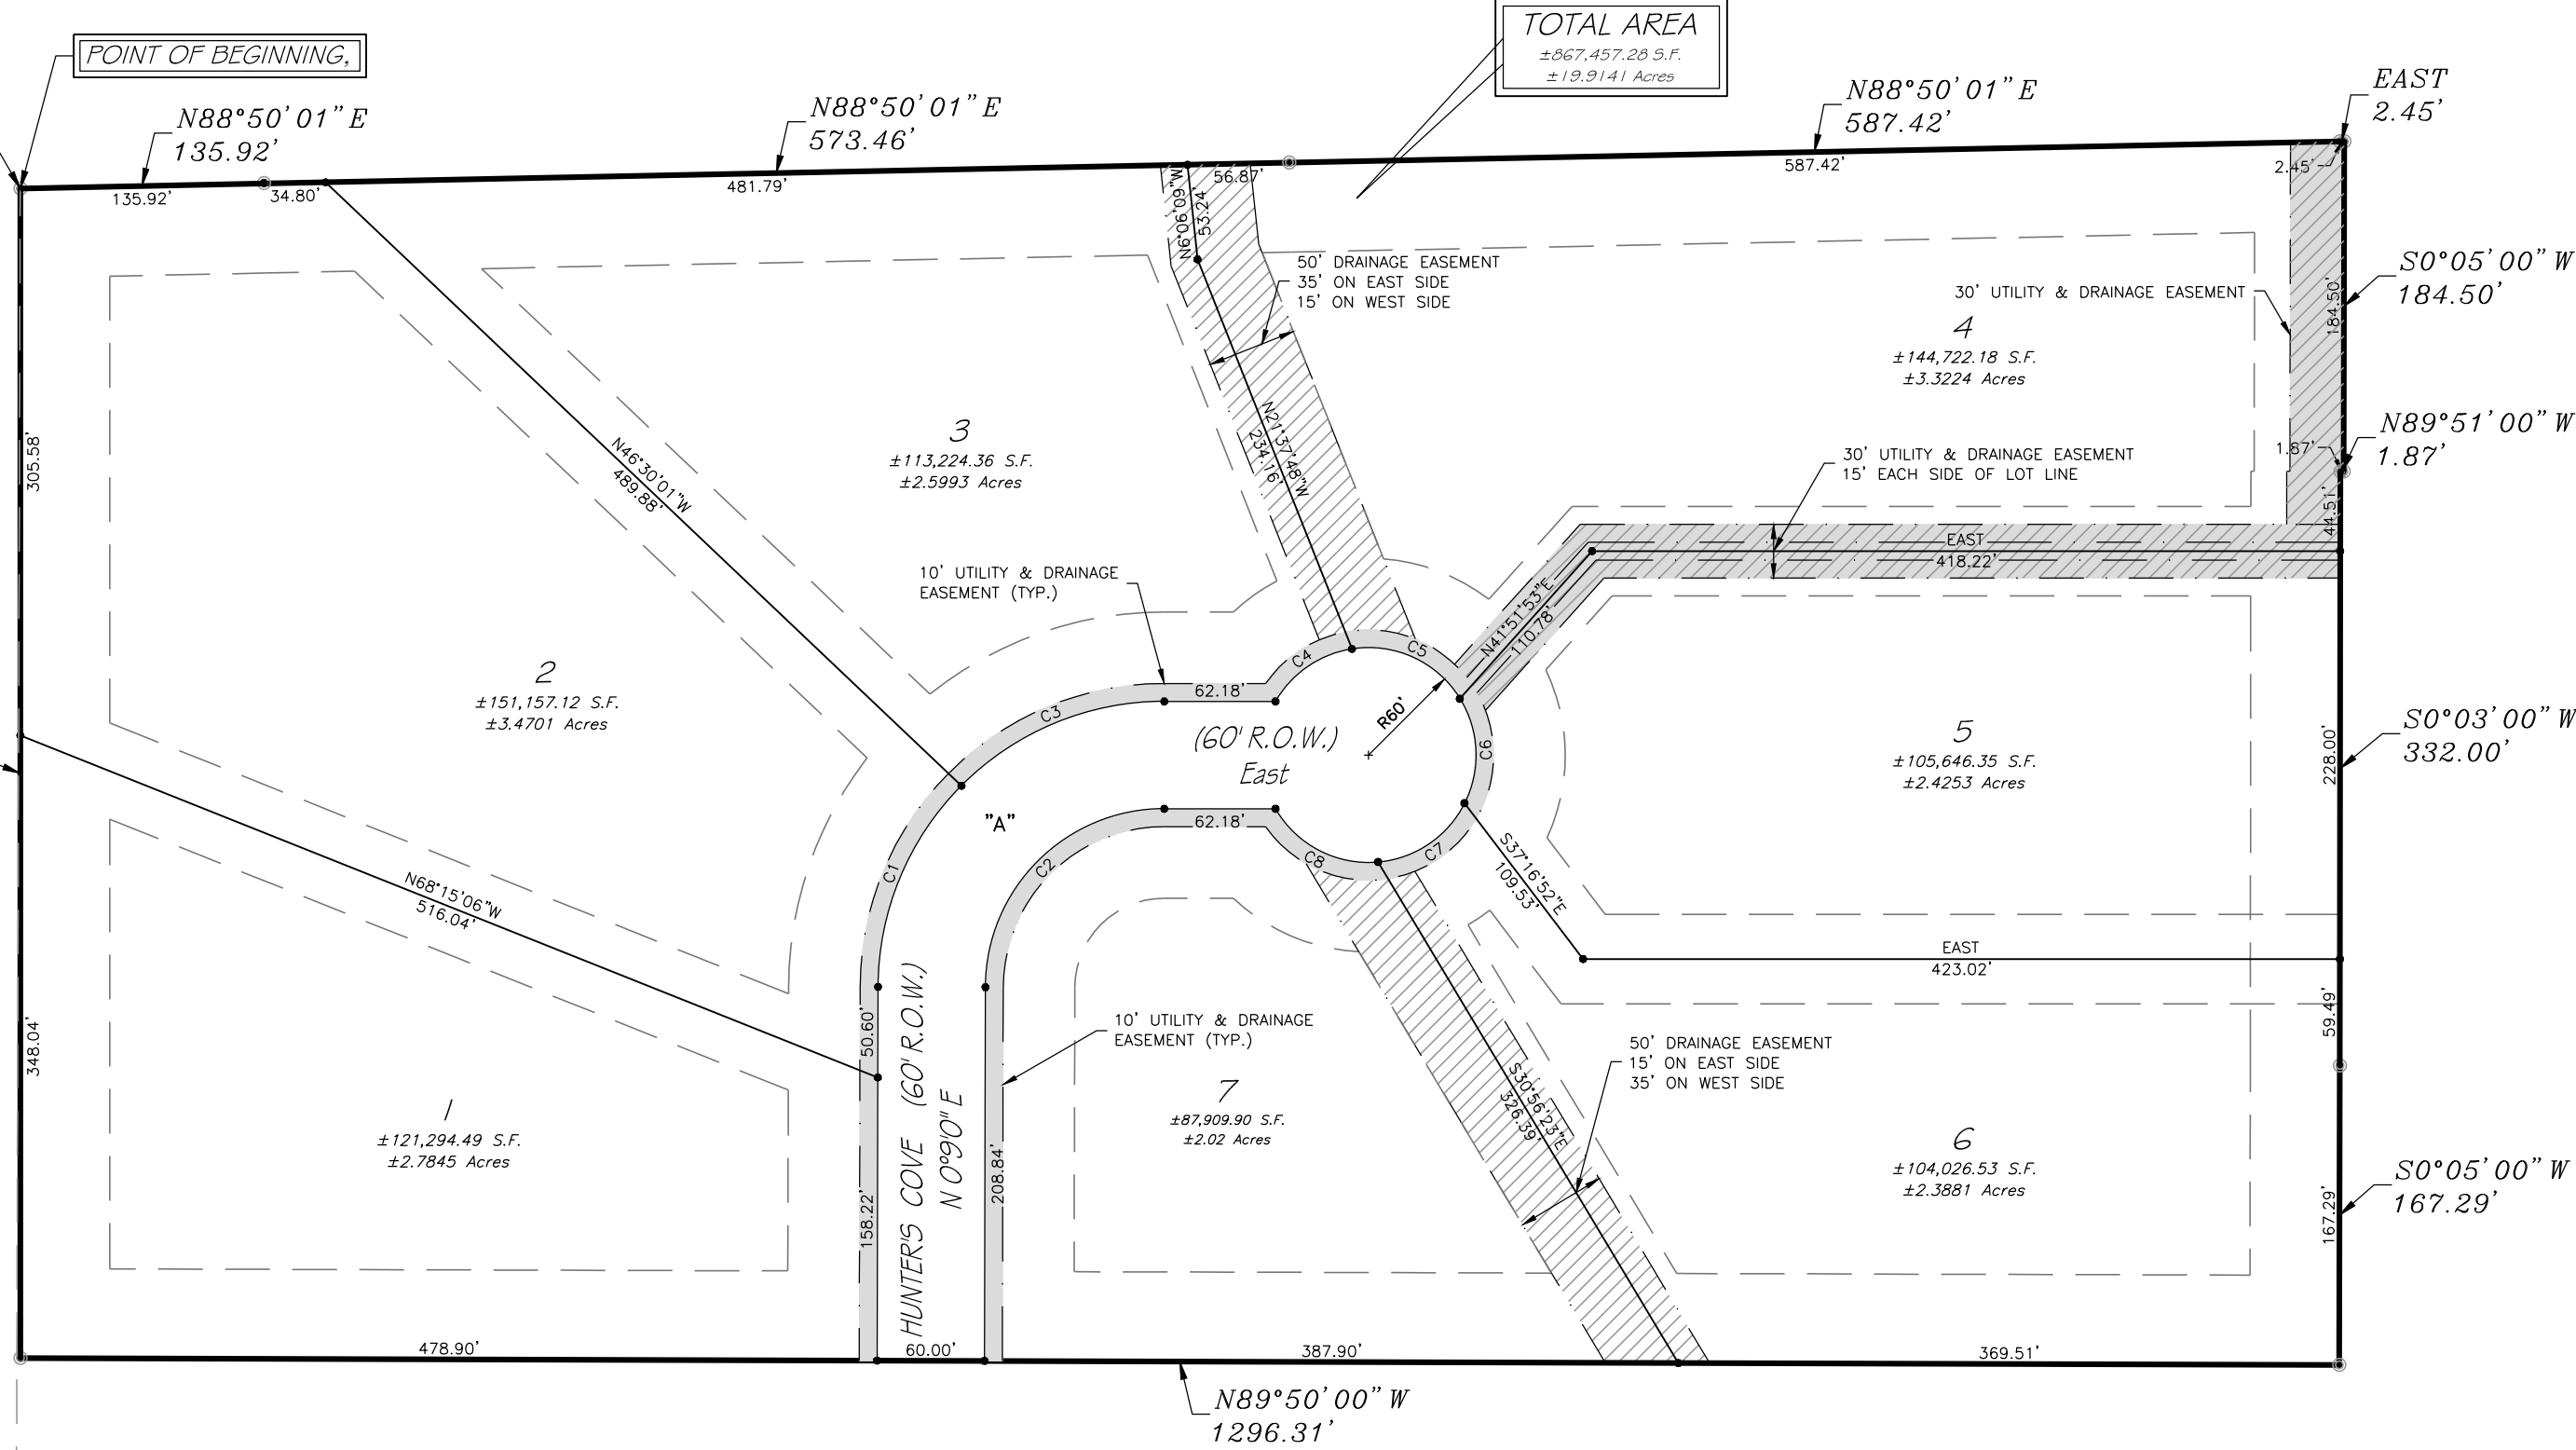 POINT OF BEGINNING,
TOTAL AREA
±867,457.28 S.F.
±19.9141 Acres
N88°50'01"E
135.92'
N88°50'01"E
573.46'
N88°50'01"E
587.42'
EAST
2.45'
135.92'
34.80'
481.79'
56.87'
587.42'
2.45'
N6°06'09"W
53.24'
50' DRAINAGE EASEMENT
35' ON EAST SIDE
15' ON WEST SIDE
30' UTILITY & DRAINAGE EASEMENT
184.50'
S0°05'00"W
184.50'
4
±144,722.18 S.F.
±3.3224 Acres
3
±113,224.36 S.F.
±2.5993 Acres
305.58'
N46°30'01"W
489.88'
N21°37'48"W
234.16'
30' UTILITY & DRAINAGE EASEMENT
15' EACH SIDE OF LOT LINE
1.87'
N89°51'00"W
1.87'
44.51'
EAST
418.22'
10' UTILITY & DRAINAGE
EASEMENT (TYP.)
N41°51'53"E
110.78'
2
±151,157.12 S.F.
±3.4701 Acres
C3
62.18'
C4
C5
R60'
(60' R.O.W.)
East
C6
5
±105,646.35 S.F.
±2.4253 Acres
228.00'
S0°03'00"W
332.00'
"A"
62.18'
C1
C2
C8
C7
S37°16'52"E
109.53'
N68°15'06"W
516.04'
EAST
423.02'
348.04'
50.60'
59.49'
10' UTILITY & DRAINAGE
EASEMENT (TYP.)
50' DRAINAGE EASEMENT
15' ON EAST SIDE
35' ON WEST SIDE
S30°56'23"E
326.39'
1
±121,294.49 S.F.
±2.7845 Acres
HUNTER'S COVE (60' R.O.W.)
N 0°9'0" E
158.22'
208.84'
7
±87,909.90 S.F.
±2.02 Acres
6
±104,026.53 S.F.
±2.3881 Acres
167.29'
S0°05'00"W
167.29'
478.90'
60.00'
387.90'
369.51'
N89°50'00"W
1296.31'